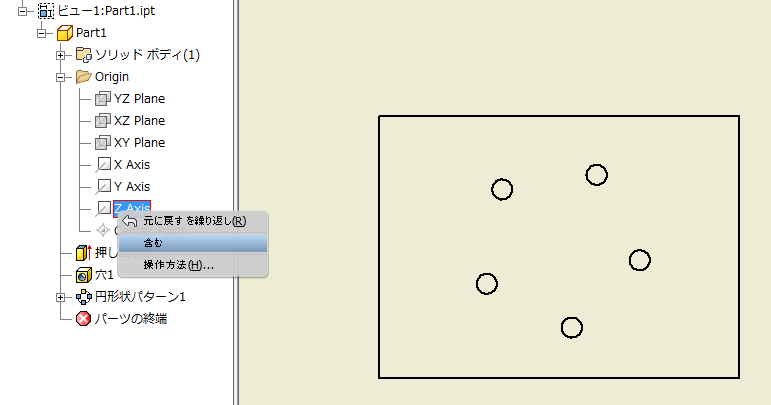 ビュー1:Part1.ipt
Part1
ソリッド ボディ(1)
Origin
YZ Plane
XZ Plane
XY Plane
X Axis
Y Axis
Z Axis
元に戻す を繰り返し(R)
含む
操作方法(H)...
押し
穴1
円形状パターン1
パーツの終端